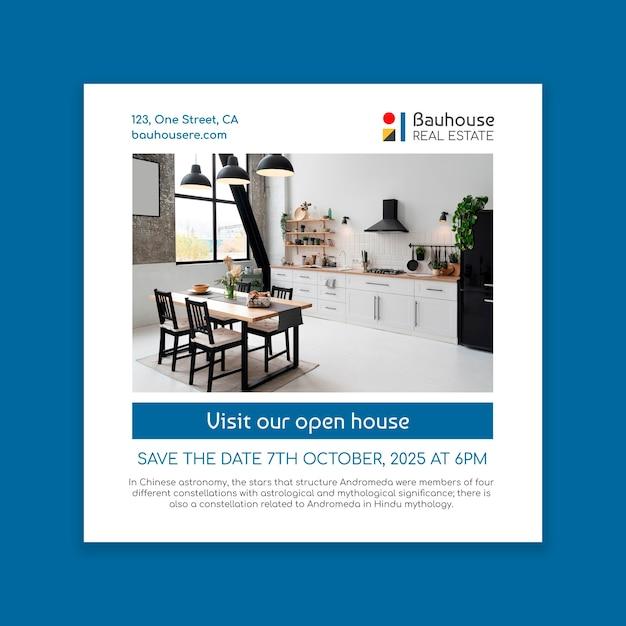 123, One Street, CA
bauhousere.com
Bauhouse
REAL ESTATE
Visit our open house
SAVE THE DATE 7TH OCTOBER, 2025 AT 6PM
In Chinese astronomy, the stars that structure Andromeda were members of four
different constellations with astrological and mythological significance; there is
also a constellation related to Andromeda in Hindu mythology.